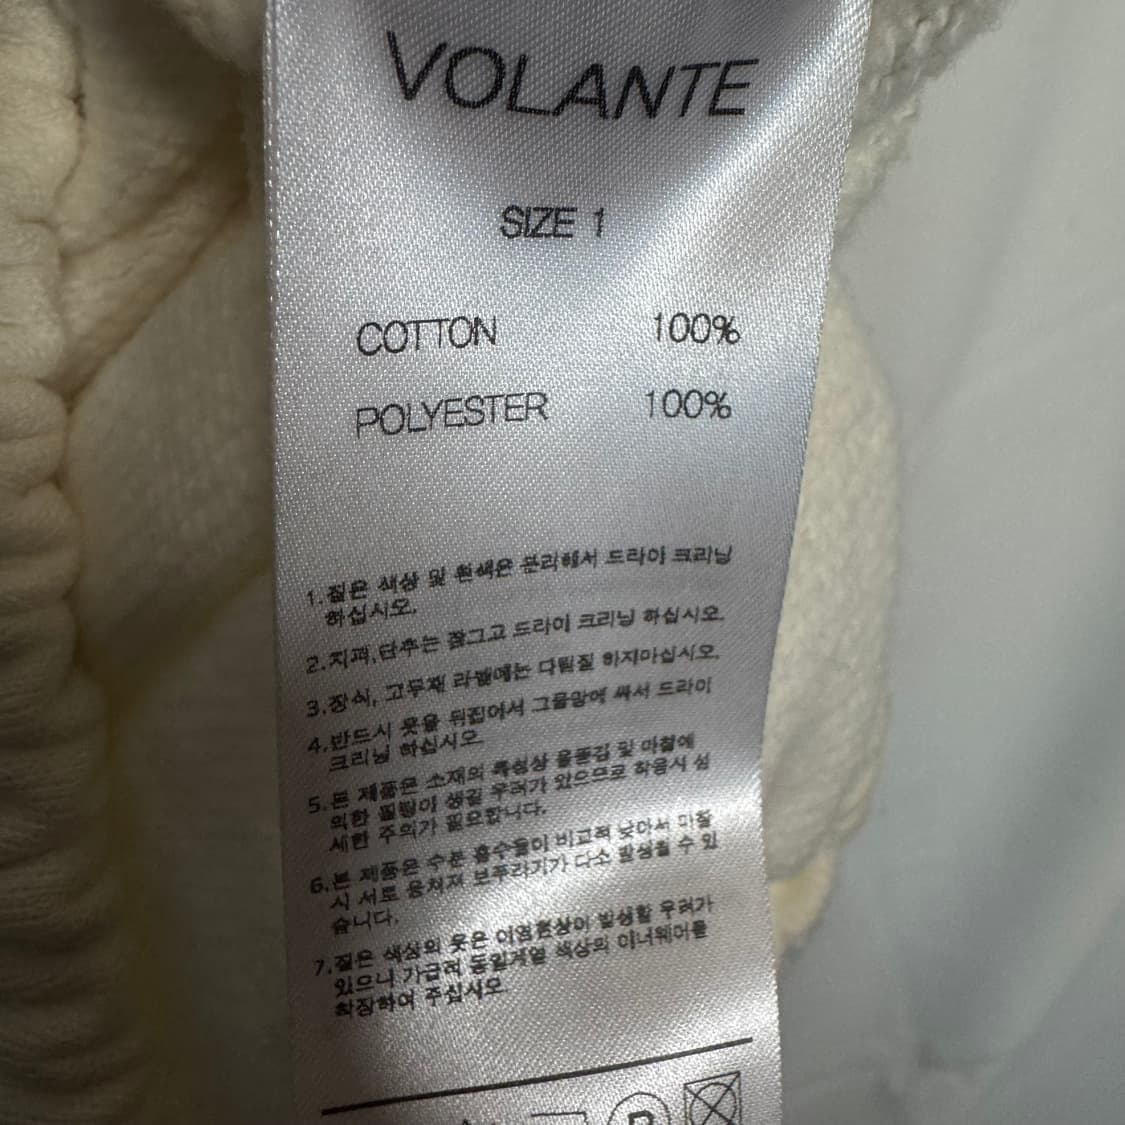 VOLANTE
SIZE 1
COTTON 100%
POLYESTER 100%
1.짙은 색상 및 흰색은 분리해서 드라이 크리닝
하십시오.
2.지퍼,단추는 잠그고 드라이 크리닝 하십시오.
3.장식, 고무재 라벨에는 다림질 하지마십시오.
4.반드시 옷을 뒤집어서 그물망에 싸서 드라이
크리닝 하십시오
5.본 제품은 소재의 특성상 올뜯김 및 마찰에
의한 필링이 생길 우려가 있으므로 착용시 섬
세한 주의가 필요합니다.
6.본 제품은 수분 흡수율이 비교적 낮아서 마찰
시 서로 뭉쳐져 보푸라기가 다소 발생될 수 있
습니다.
7.짙은 색상의 옷은 이염현상이 발생할 우려가
있으니 가급적 동일계열 색상의 이너웨어를
착장하여 주십시오